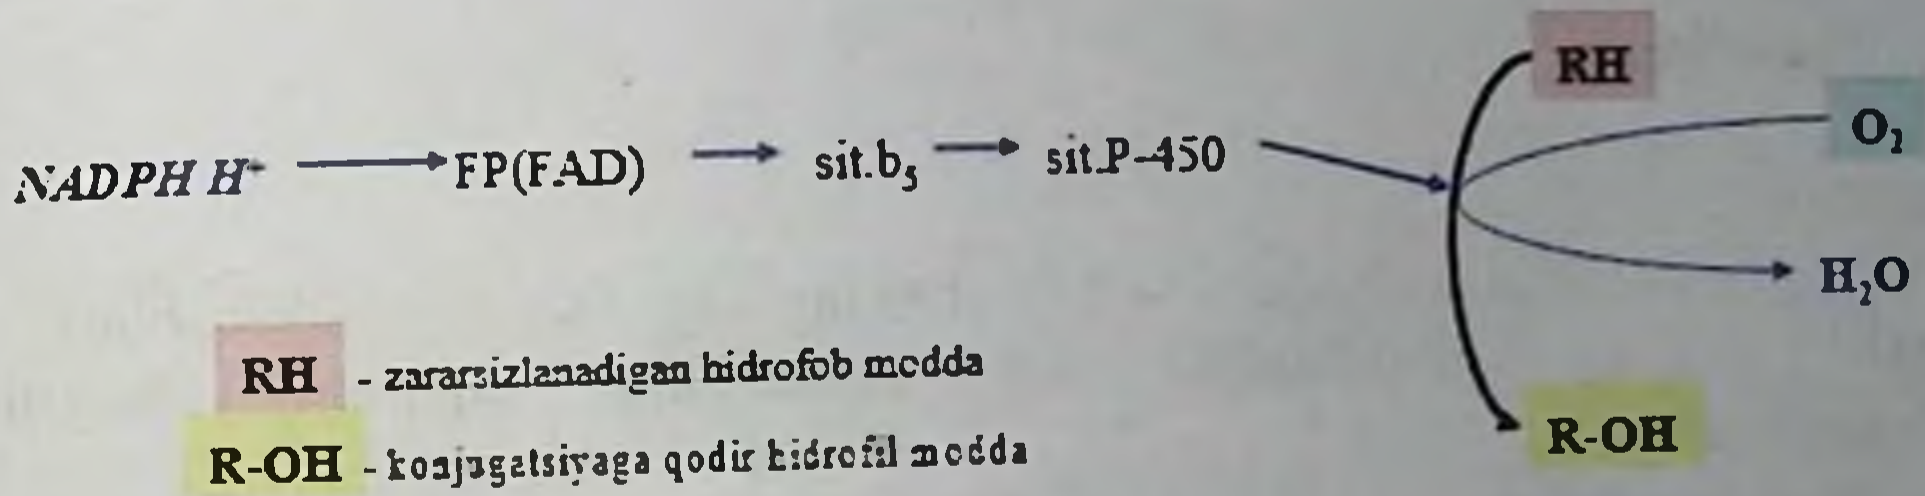 RH
O₂
NADPH H⁺ FP(FAD) sit.b₅ sit.P-450
H₂O
RH - zararsizlanadigan hidrofob modda
R-OH
R-OH - konjugatsiyaga qodir hidrofil modda